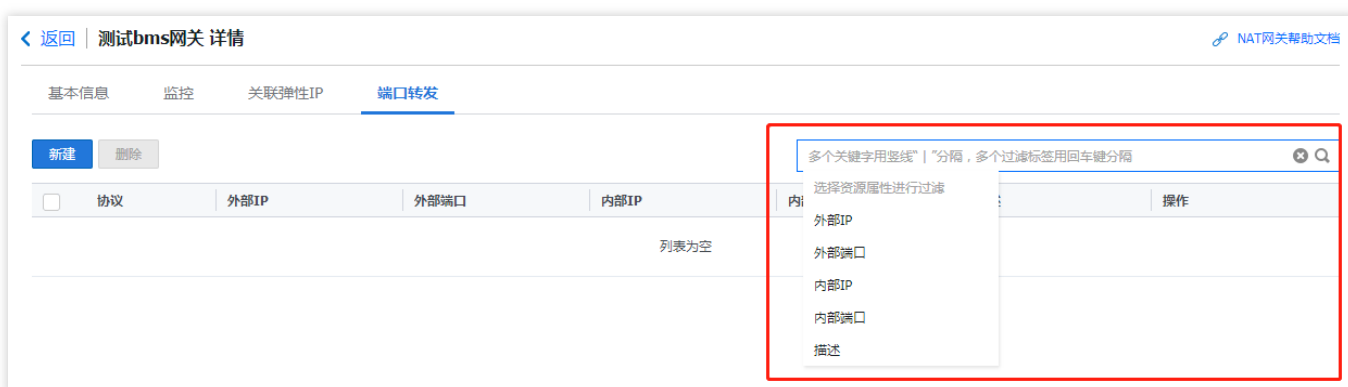 返回 测试bms网关 详情 NAT网关帮助文档
基本信息 监控 关联弹性IP 端口转发
新建 删除 多个关键字用竖线"|"分隔，多个过滤标签用回车键分隔
选择资源属性进行过滤
协议 外部IP 外部端口 内部IP 操作
外部IP
列表为空
外部端口
内部IP
内部端口
描述